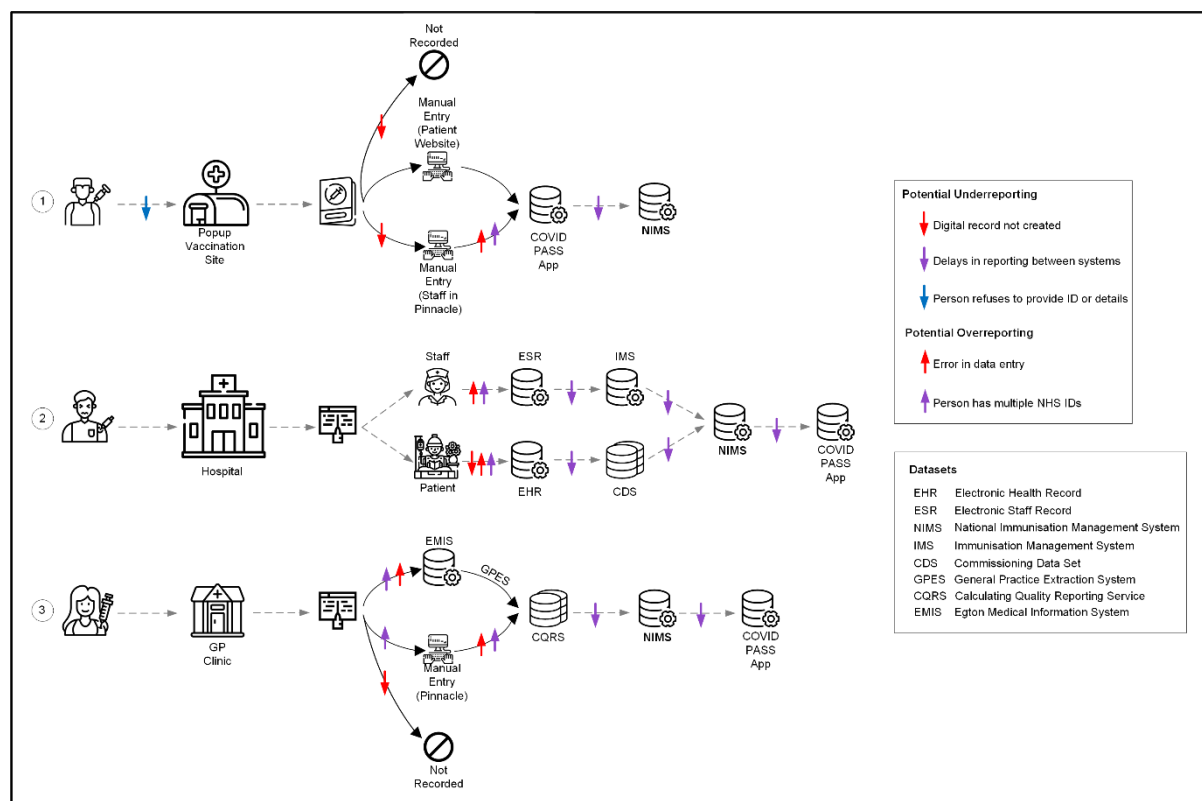 Not
Recorded
Manual
Entry
(Patient
Website)
1
Popup
Vaccination
Site
Manual
Entry
(Staff in
Pinnacle)
COVID
PASS
App
NIMS
Potential Underreporting
Digital record not created
Delays in reporting between systems
Person refuses to provide ID or details
Potential Overreporting
Error in data entry
Person has multiple NHS IDs
2
Hospital
Staff
ESR
IMS
Patient
EHR
CDS
NIMS
COVID
PASS
App
Datasets
EHR Electronic Health Record
ESR Electronic Staff Record
NIMS National Immunisation Management System
IMS Immunisation Management System
CDS Commissioning Data Set
GPES General Practice Extraction System
CQRS Calculating Quality Reporting Service
EMIS Egton Medical Information System
3
GP
Clinic
EMIS
GPES
Manual
Entry
(Pinnacle)
CQRS
NIMS
COVID
PASS
App
Not
Recorded